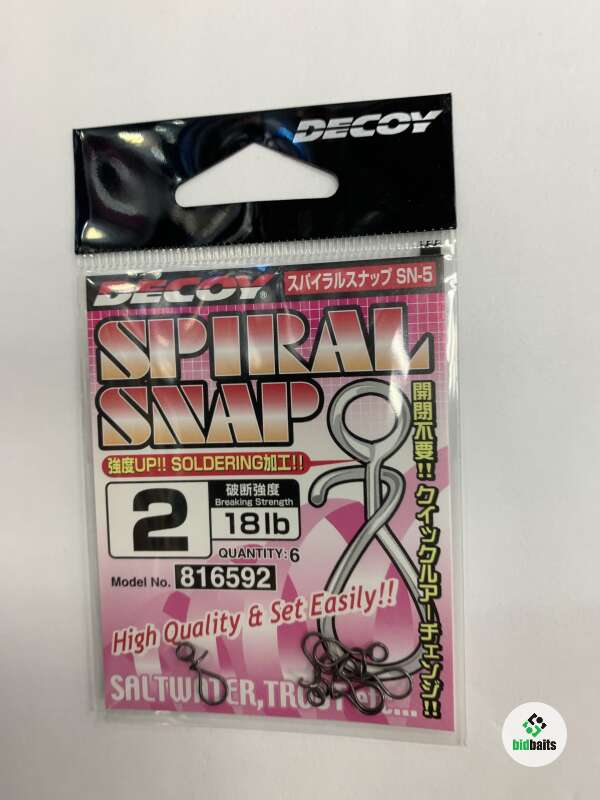 DECOY
DECOY®
スパイラルスナップ SN-5
SPIRAL
SNAP
強度UP!! SOLDERING加工!!
開閉不要!! クイックルアーチェンジ!!
2
破断強度
Breaking Strength
18lb
QUANTITY:6
Model No. 816592
High Quality & Set Easily!!
SALTWATER, TROUT etc...
bidbaits